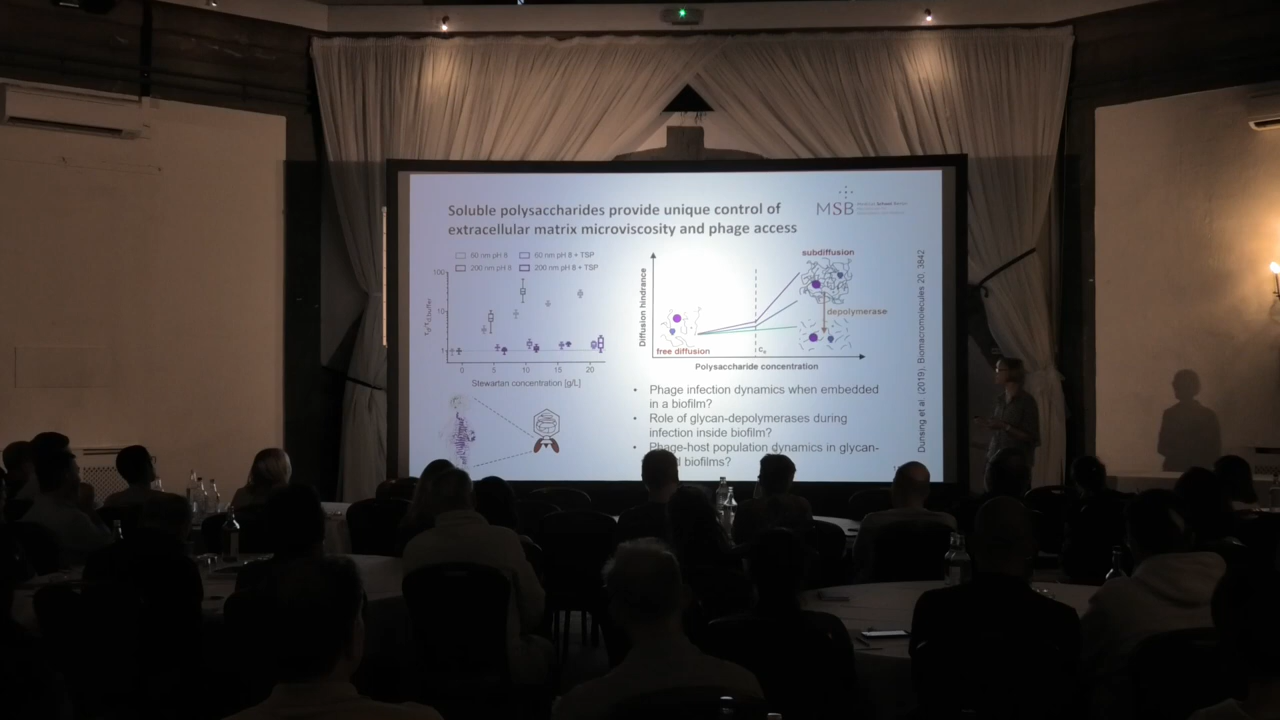 Soluble polysaccharides provide unique control of
extracellular matrix microviscosity and phage access
MSB
60 nm pH 8
60 nm pH 8 + TSP
200 nm pH 8
200 nm pH 8 + TSP
100
10
1
0
5
10
15
20
Stewartan concentration [g/L]
Diffusion hindrance
subdiffusion
depolymerase
free diffusion
Polysaccharide concentration
• Phage infection dynamics when embedded
in a biofilm?
• Role of glycan-depolymerases during
infection inside biofilm?
• Phage-host population dynamics in glycan-
biofilms?
Dunsing et al. (2019), Biomacromolecules 20, 3842